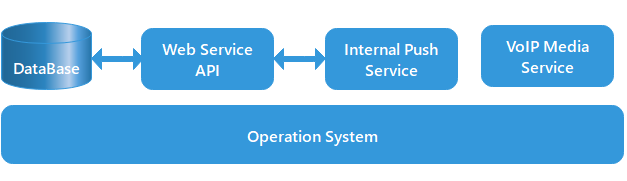 DataBase
Web Service
API
Internal Push
Service
VoIP Media
Service
Operation System